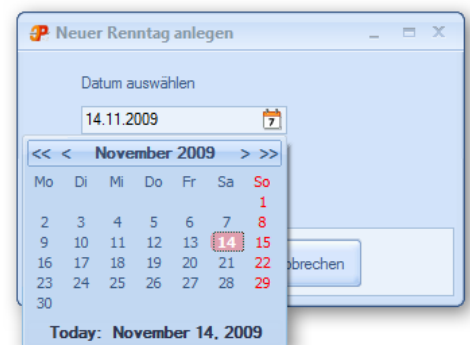 Neuer Renntag anlegen
Datum auswählen
14.11.2009
7
<< < November 2009 > >>
Mo Di Mi Do Fr Sa So
1
2 3 4 5 6 7 8
9 10 11 12 13 14 15
16 17 18 19 20 21 22
23 24 25 26 27 28 29
30
bbrechen
Today: November 14, 2009